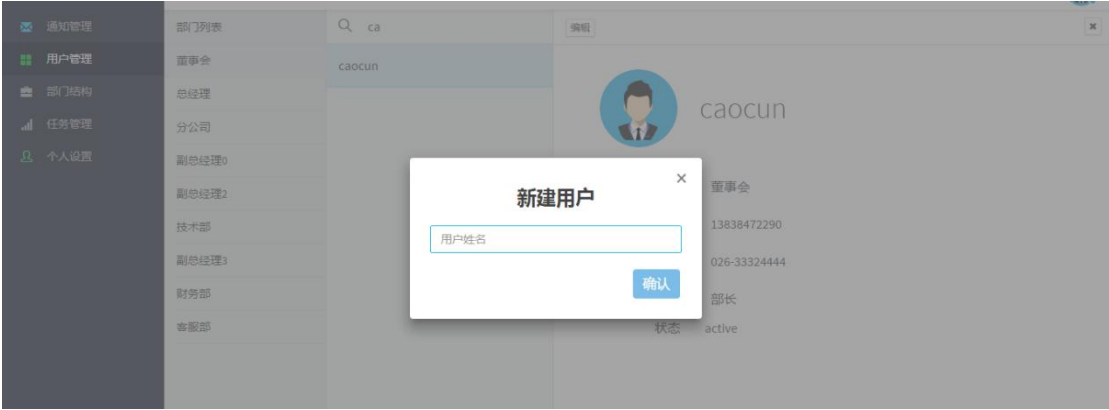 通知管理
用户管理
部门结构
任务管理
个人设置
部门列表
董事会
总经理
分公司
副总经理0
副总经理2
技术部
副总经理3
财务部
客服部
ca
caocun
编辑
caocun
董事会
13838472290
026-33324444
部长
状态 active
新建用户
用户姓名
确认